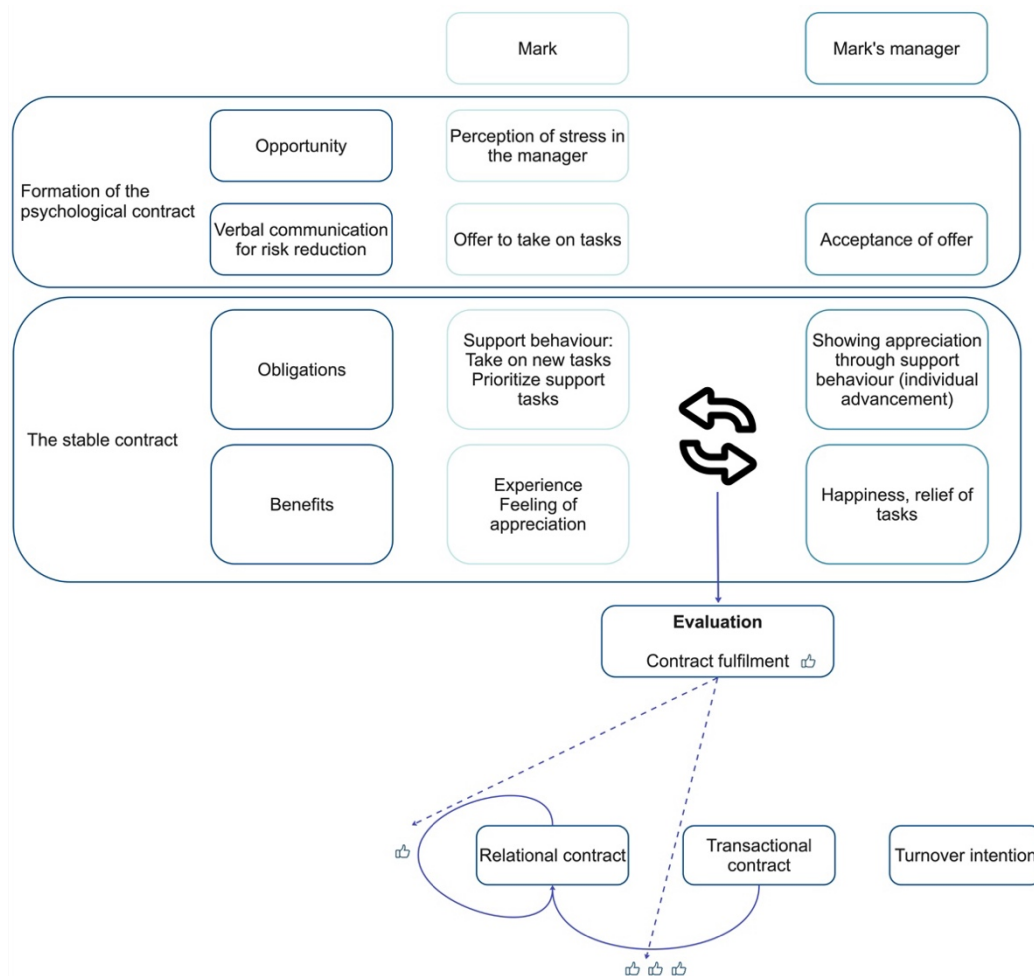 Mark
Mark's manager
Opportunity
Perception of stress in
the manager
Formation of the
psychological contract
Verbal communication
for risk reduction
Offer to take on tasks
Acceptance of offer
Obligations
Support behaviour:
Take on new tasks
Prioritize support
tasks
Showing appreciation
through support
behaviour (individual
advancement)
The stable contract
Benefits
Experience
Feeling of
appreciation
Happiness, relief of
tasks
Evaluation
Contract fulfilment
Relational contract
Transactional
contract
Turnover intention